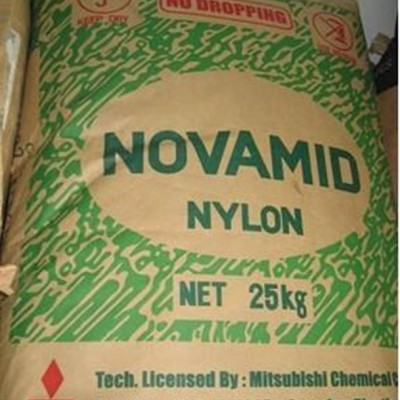 NO DROPPING
KEEP DRY
NOVAMID
NYLON
NET 25kg
Tech. Licensed By : Mitsubishi Chemical